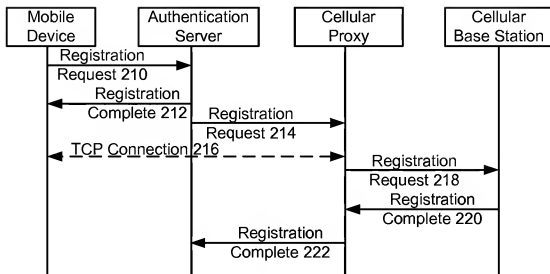 Mobile
Device
Authentication
Server
Cellular
Proxy
Cellular
Base Station
Registration
Request 210
Registration
Complete 212
Registration
Request 214
TCP Connection 216
Registration
Request 218
Registration
Complete 220
Registration
Complete 222